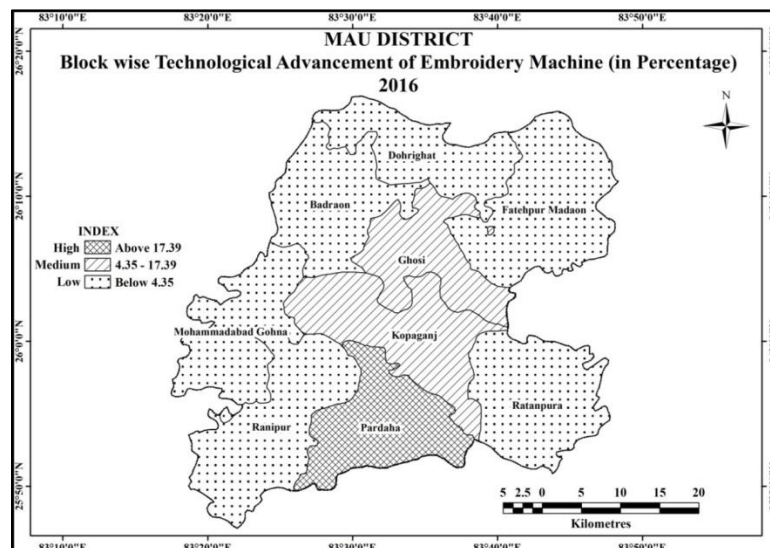 83°10'0"E 83°20'0"E 83°30'0"E 83°40'0"E 83°50'0"E
MAU DISTRICT
Block wise Technological Advancement of Embroidery Machine (in Percentage)
2016
26°20'0"N
N
Dohrighat
26°10'0"N
Badraon
Fatehpur Madaon
INDEX
High Above 17.39
Medium 4.35 - 17.39
Low Below 4.35
Ghosi
Mohammadabad Gohna
Kopaganj
26°0'0"N
Ratanpura
Ranipur
Pardaha
25°50'0"N
5 2.5 0 5 10 15 20
Kilometres
83°10'0"E 83°20'0"E 83°30'0"E 83°40'0"E 83°50'0"E